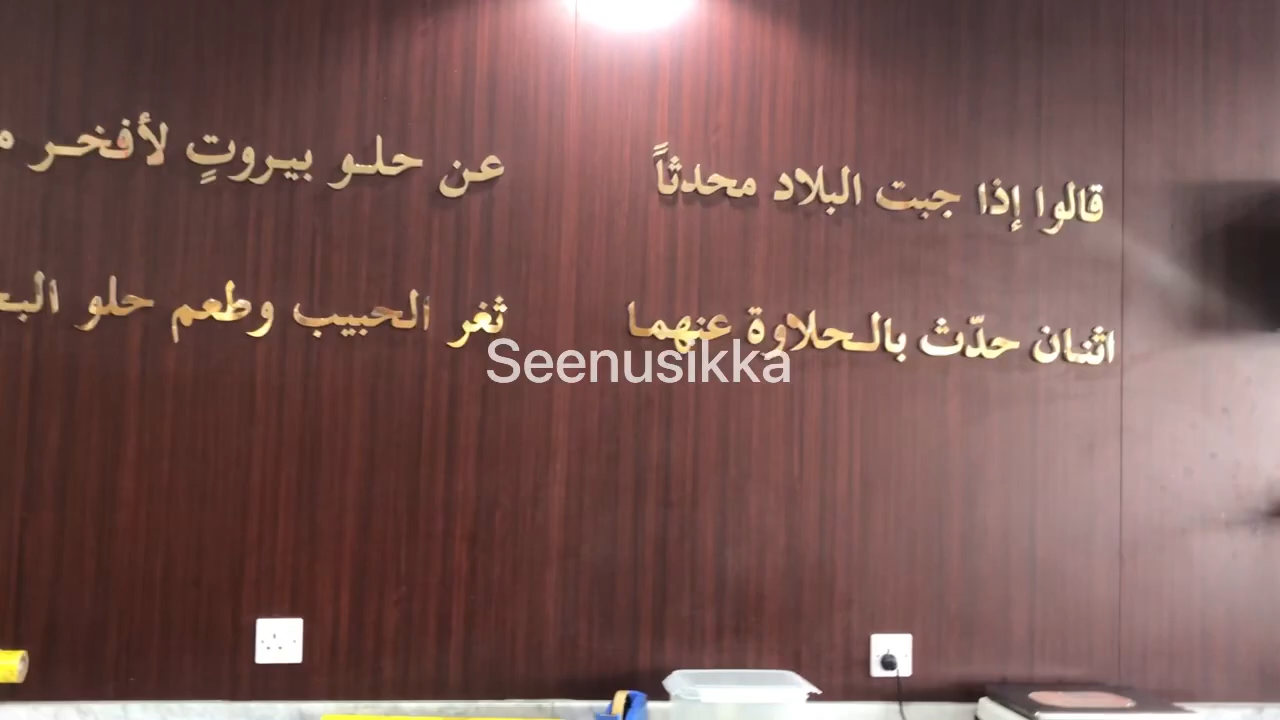 قالوا إذا جبت البلاد محدثاً عن حلو بيروتٍ لأفخر
اثنان حدّث بالحلاوة عنهما ثغر الحبيب وطعم حلو
Seenusikka